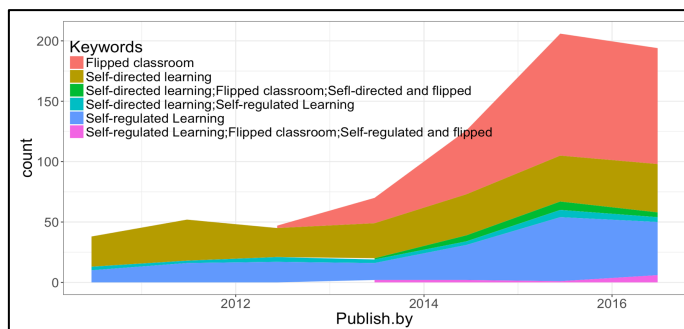 Keywords
Flipped classroom
Self-directed learning
Self-directed learning;Flipped classroom;Sefl-directed and flipped
Self-directed learning;Self-regulated Learning
Self-regulated Learning
Self-regulated Learning;Flipped classroom;Self-regulated and flipped
200
150
100
50
0
count
2012
2014
2016
Publish.by